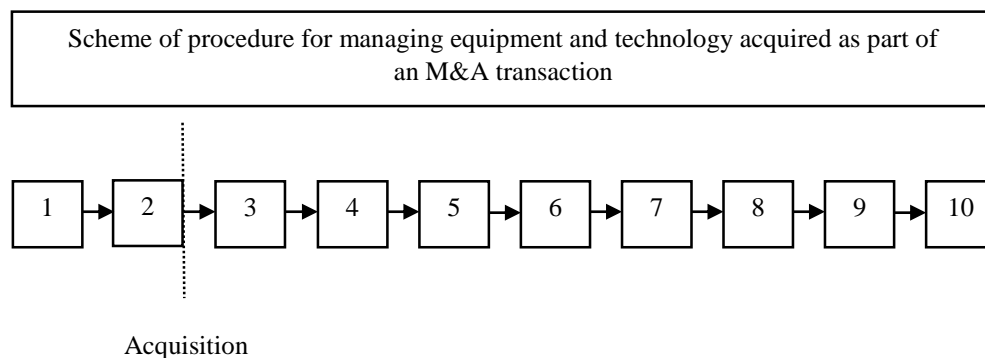 Scheme of procedure for managing equipment and technology acquired as part of
an M&A transaction
1 2 3 4 5 6 7 8 9 10
Acquisition